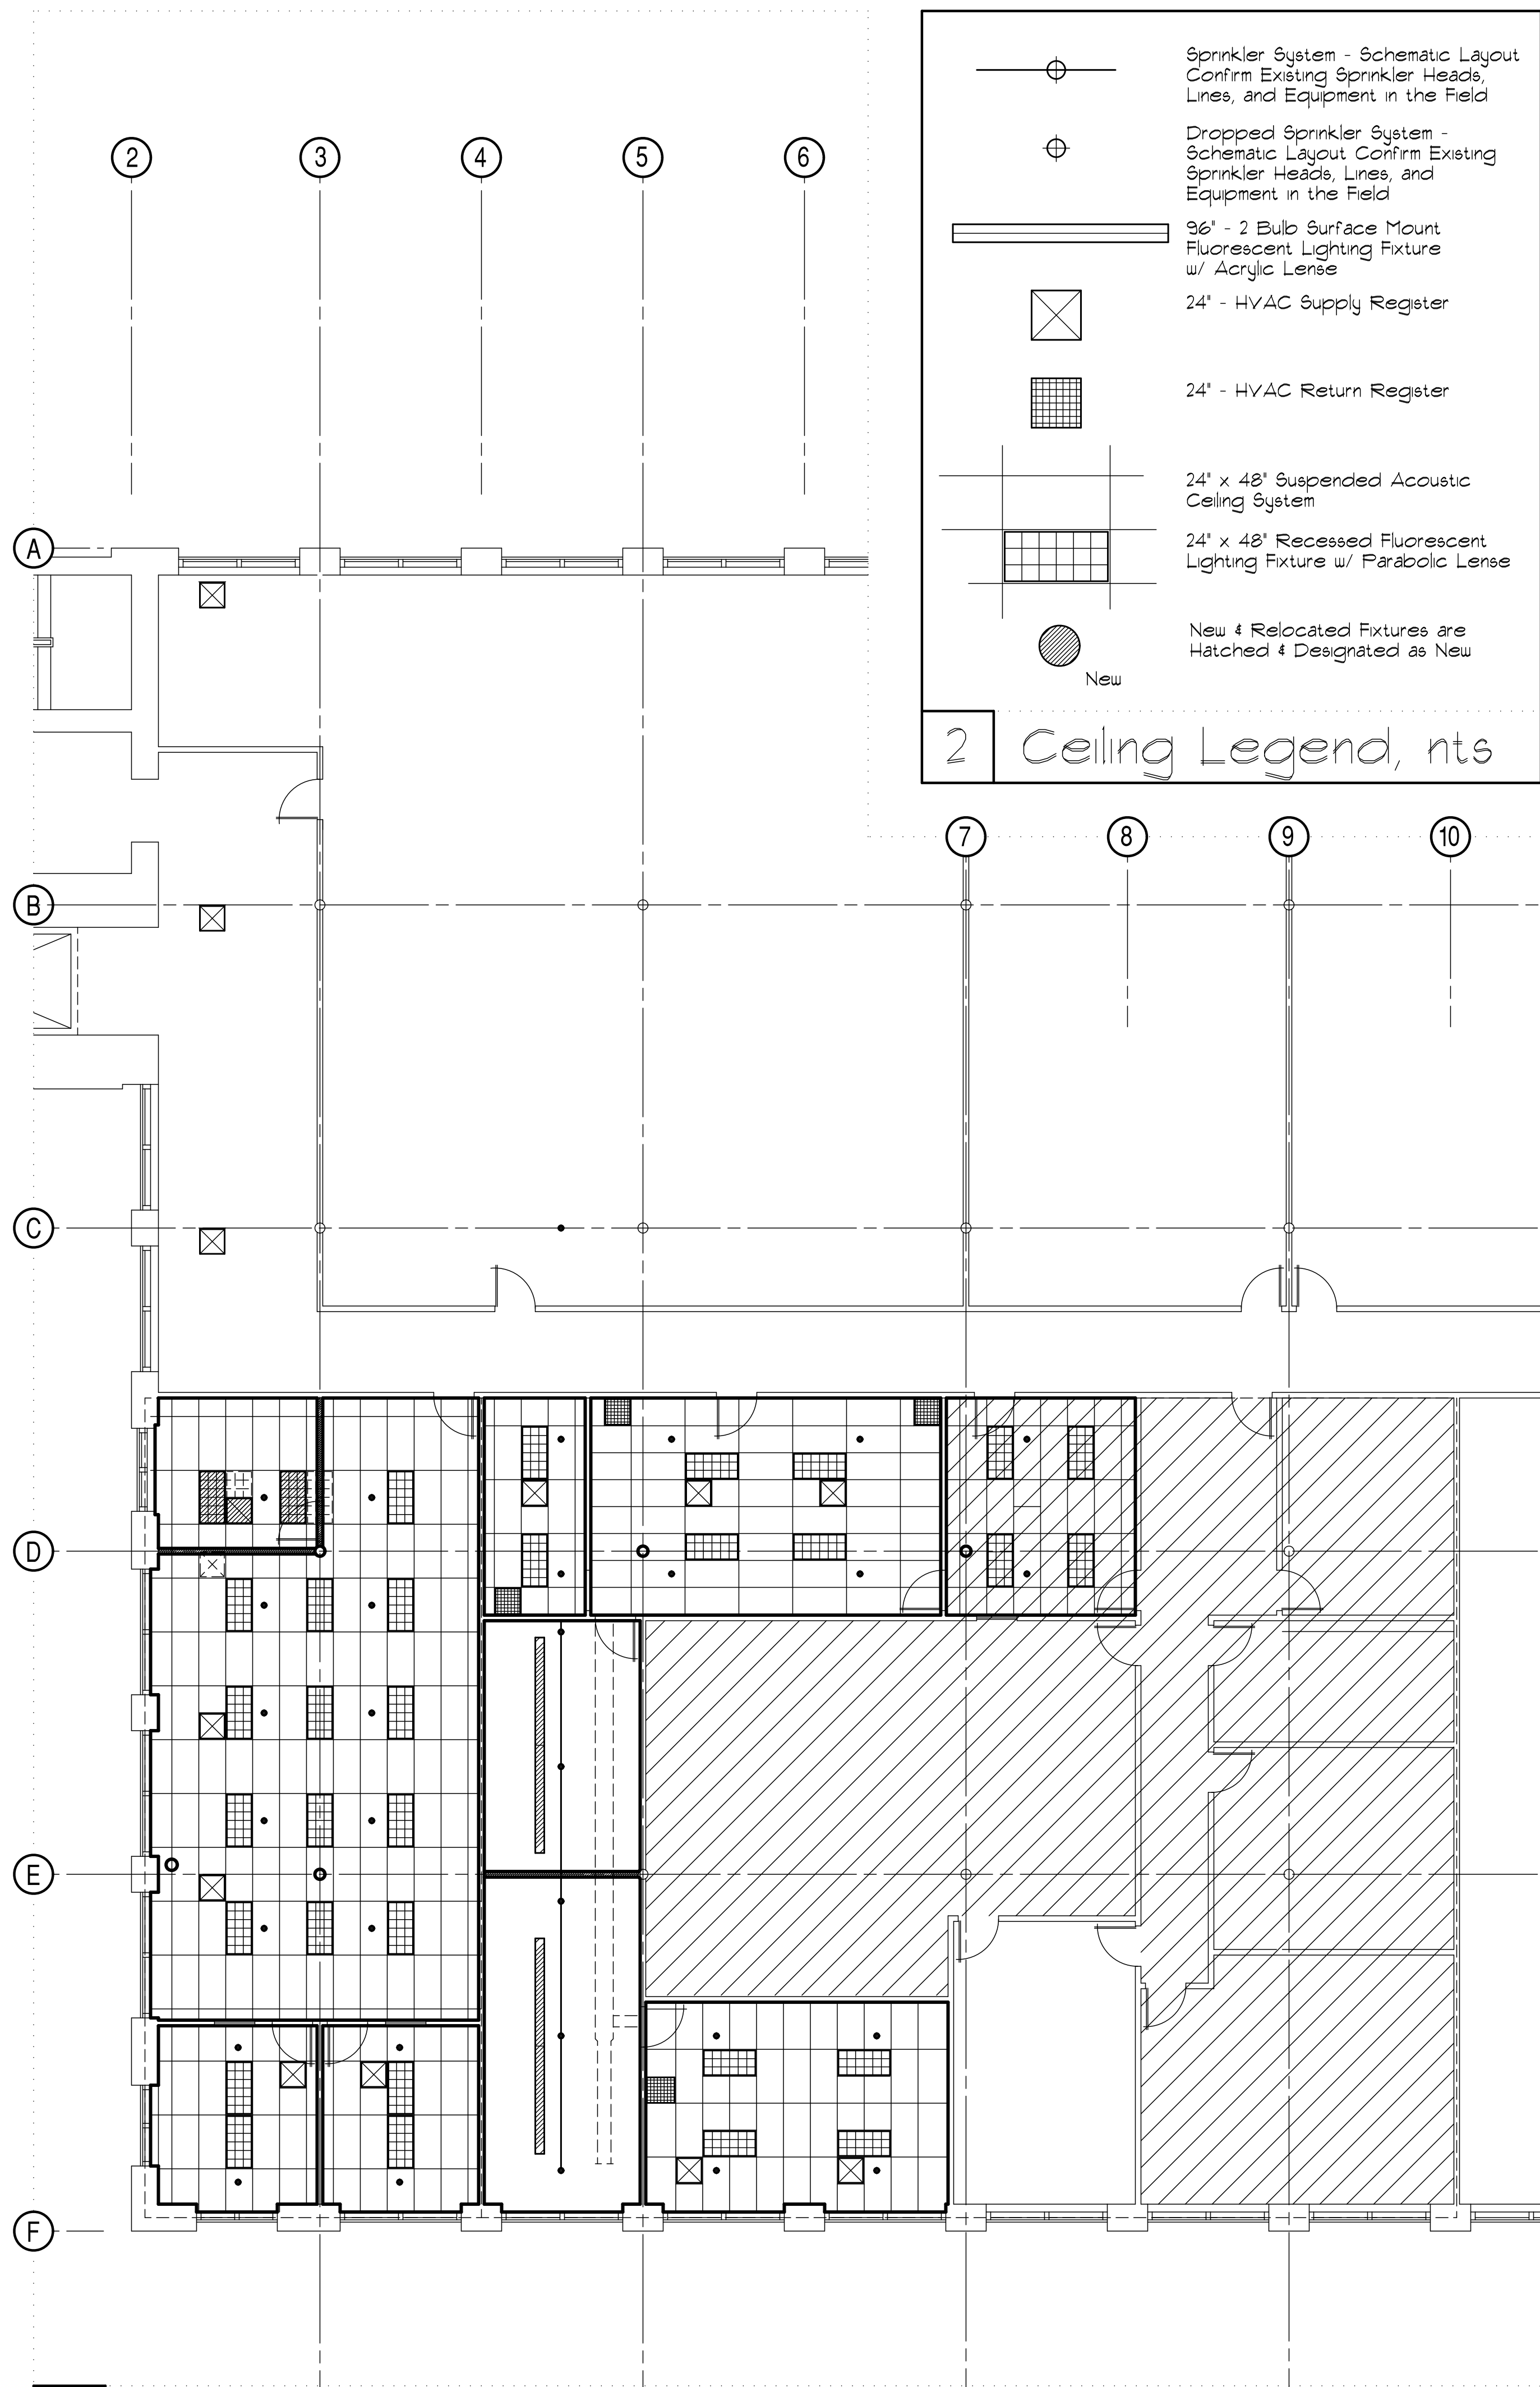 Sprinkler System - Schematic Layout
Confirm Existing Sprinkler Heads,
Lines, and Equipment in the Field
Dropped Sprinkler System -
Schematic Layout Confirm Existing
Sprinkler Heads, Lines, and
Equipment in the Field
96" - 2 Bulb Surface Mount
Fluorescent Lighting Fixture
w/ Acrylic Lense
24" - HVAC Supply Register
24" - HVAC Return Register
24" x 48" Suspended Acoustic
Ceiling System
24" x 48" Recessed Fluorescent
Lighting Fixture w/ Parabolic Lense
New & Relocated Fixtures are
Hatched & Designated as New
New
2 Ceiling Legend, nts
2 3 4 5 6
7 8 9 10
A
B
C
D
E
F